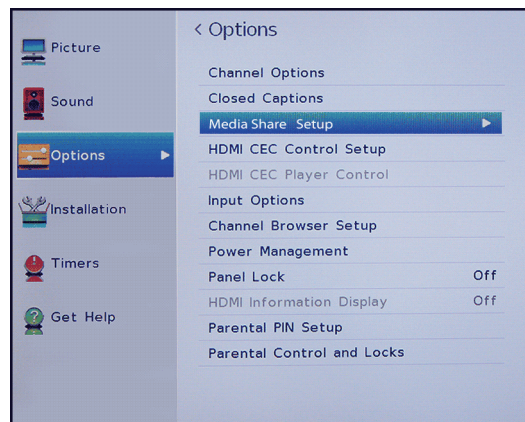 < Options
Picture
Sound
Options
Installation
Timers
Get Help
Channel Options
Closed Captions
Media Share Setup
HDMI CEC Control Setup
HDMI CEC Player Control
Input Options
Channel Browser Setup
Power Management
Panel Lock Off
HDMI Information Display Off
Parental PIN Setup
Parental Control and Locks